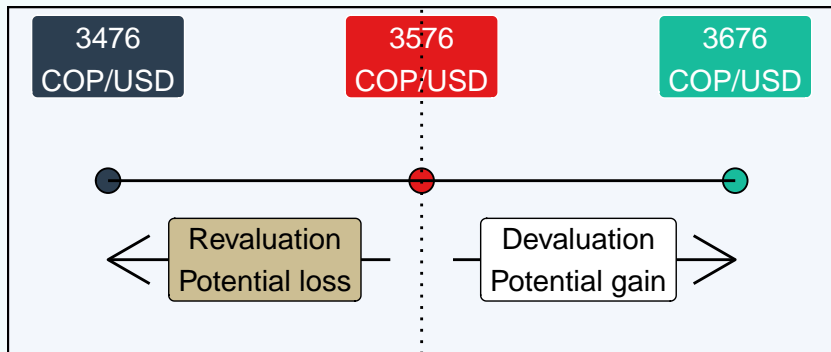 3476
COP/USD
3576
COP/USD
3676
COP/USD
Revaluation
Potential loss
Devaluation
Potential gain